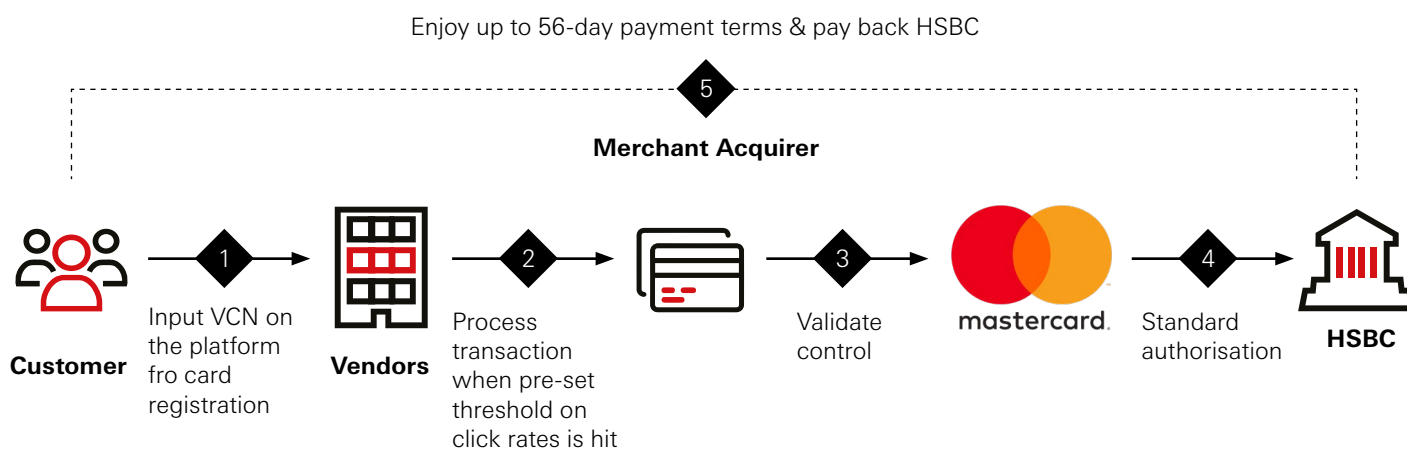 Enjoy up to 56-day payment terms & pay back HSBC
5
Merchant Acquirer
1
2
3
4
mastercard.
Customer
Input VCN on
the platform
fro card
registration
Vendors
Process
transaction
when pre-set
threshold on
click rates is hit
Validate
control
Standard
authorisation
HSBC